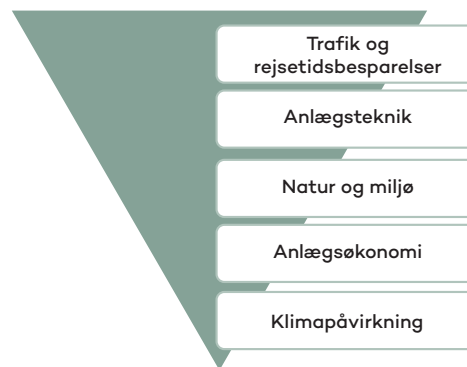 Trafik og
rejsetidsbesparelser
Anlægsteknik
Natur og miljø
Anlægsøkonomi
Klimapåvirkning